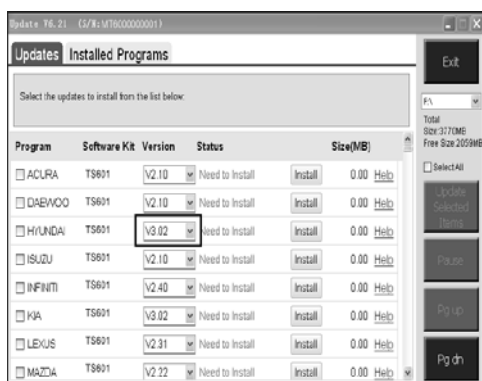 Update V6.21 (S/N:VT6000000001)
Updates Installed Programs
Exit
Select the updates to install from the list below:
F:\
Total
Size:3770MB
Free Size:2059MB
Program Software Kit Version Status Size(MB)
SelectAll
ACURA TS601 V2.10 Need to Install Install 0.00 Help
Update
Selected
Items
DAEWOO TS601 V2.10 Need to Install Install 0.00 Help
HYUNDAI TS601 V3.02 Need to Install Install 0.00 Help
ISUZU TS601 V2.10 Need to Install Install 0.00 Help
Pause
INFINITI TS601 V2.40 Need to Install Install 0.00 Help
Pg up
KIA TS601 V3.02 Need to Install Install 0.00 Help
LEXUS TS601 V2.31 Need to Install Install 0.00 Help
Pg dn
MAZDA TS601 V2.22 Need to Install Install 0.00 Help